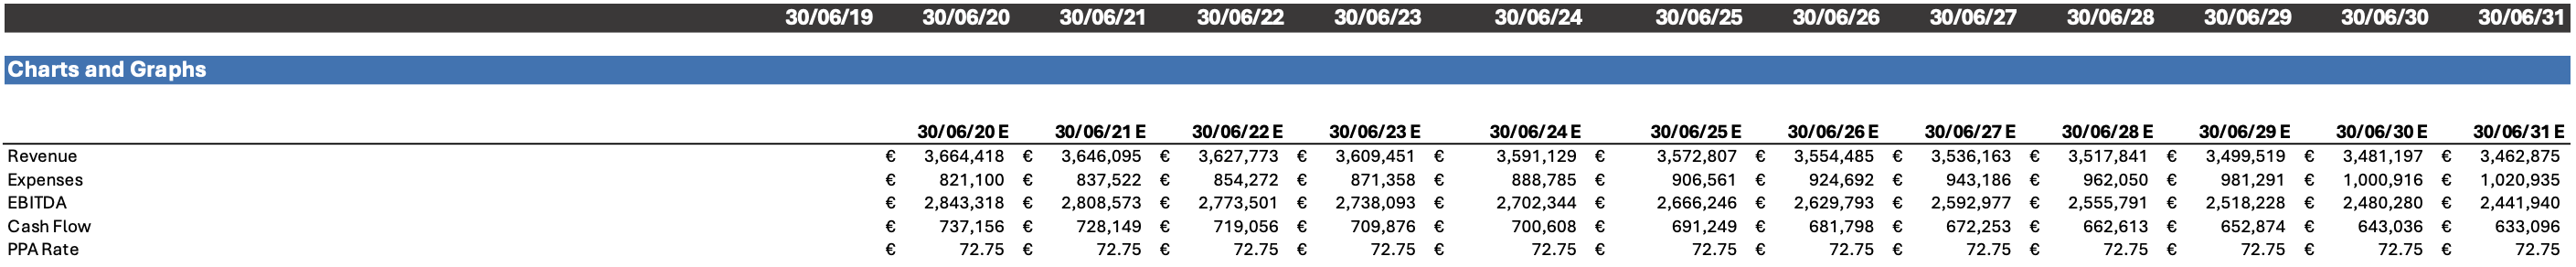 30/06/19 30/06/20 30/06/21 30/06/22 30/06/23 30/06/24 30/06/25 30/06/26 30/06/27 30/06/28 30/06/29 30/06/30 30/06/31
Charts and Graphs
30/06/20 E 30/06/21 E 30/06/22 E 30/06/23 E 30/06/24 E 30/06/25 E 30/06/26 E 30/06/27 E 30/06/28 E 30/06/29 E 30/06/30 E 30/06/31 E
Revenue € 3,664,418 € 3,646,095 € 3,627,773 € 3,609,451 € 3,591,129 € 3,572,807 € 3,554,485 € 3,536,163 € 3,517,841 € 3,499,519 € 3,481,197 € 3,462,875
Expenses € 821,100 € 837,522 € 854,272 € 871,358 € 888,785 € 906,561 € 924,692 € 943,186 € 962,050 € 981,291 € 1,000,916 € 1,020,935
EBITDA € 2,843,318 € 2,808,573 € 2,773,501 € 2,738,093 € 2,702,344 € 2,666,246 € 2,629,793 € 2,592,977 € 2,555,791 € 2,518,228 € 2,480,280 € 2,441,940
Cash Flow € 737,156 € 728,149 € 719,056 € 709,876 € 700,608 € 691,249 € 681,798 € 672,253 € 662,613 € 652,874 € 643,036 € 633,096
PPA Rate € 72.75 € 72.75 € 72.75 € 72.75 € 72.75 € 72.75 € 72.75 € 72.75 € 72.75 € 72.75 € 72.75 € 72.75